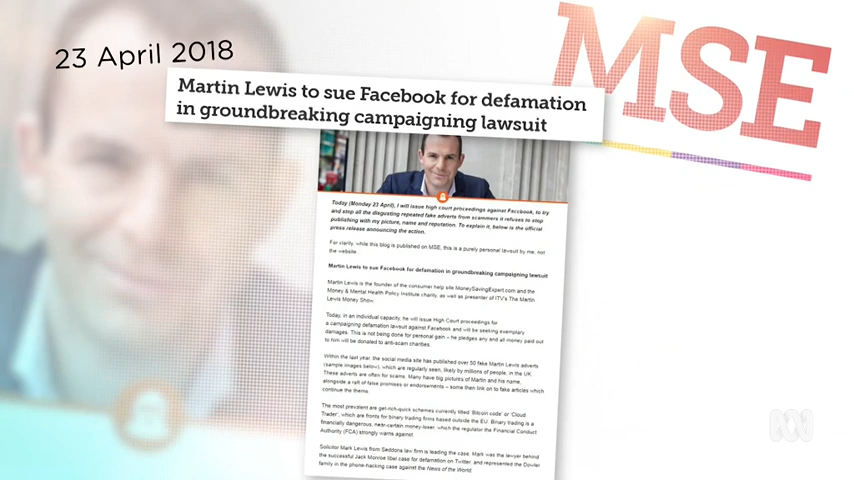 23 April 2018
MSE
Martin Lewis to sue Facebook for defamation
in groundbreaking campaigning lawsuit
Today (Monday 23 April), I will issue high court proceedings against Facebook, to try
and stop all the disgusting repeated fake adverts from scammers it refuses to stop
publishing with my picture, name and reputation. To explain it, below is the official
press release announcing the action.
For clarity, while this blog is published on MSE, this is a purely personal lawsuit by me, not
the website.
Martin Lewis to sue Facebook for defamation in groundbreaking campaigning lawsuit
Martin Lewis is the founder of the consumer help site MoneySavingExpert.com and the
Money & Mental Health Policy Institute charity, as well as presenter of ITV's The Martin
Lewis Money Show.
Today, in an individual capacity, he will issue High Court proceedings for
a campaigning defamation lawsuit against Facebook and will be seeking exemplary
damages. This is not being done for personal gain – he pledges any and all money paid out
to him will be donated to anti-scam charities.
Within the last year, the social media site has published over 50 fake Martin Lewis adverts
(sample images below), which are regularly seen, likely by millions of people, in the UK.
These adverts are often for scams. Many have big pictures of Martin and his name,
alongside a raft of false promises or endorsements – some then link on to fake articles which
continue the theme.
The most prevalent are get-rich-quick schemes currently titled 'Bitcoin code' or 'Cloud
Trader', which are fronts for binary trading firms based outside the EU. Binary trading is a
financially dangerous, near-certain money-loser, which the regulator the Financial Conduct
Authority (FCA) strongly warns against.
Solicitor Mark Lewis from Seddons law firm is leading the case. Mark was the lawyer behind
the successful Jack Monroe libel case for defamation on Twitter, and represented the Dowler
family in the phone-hacking case against the News of the World.